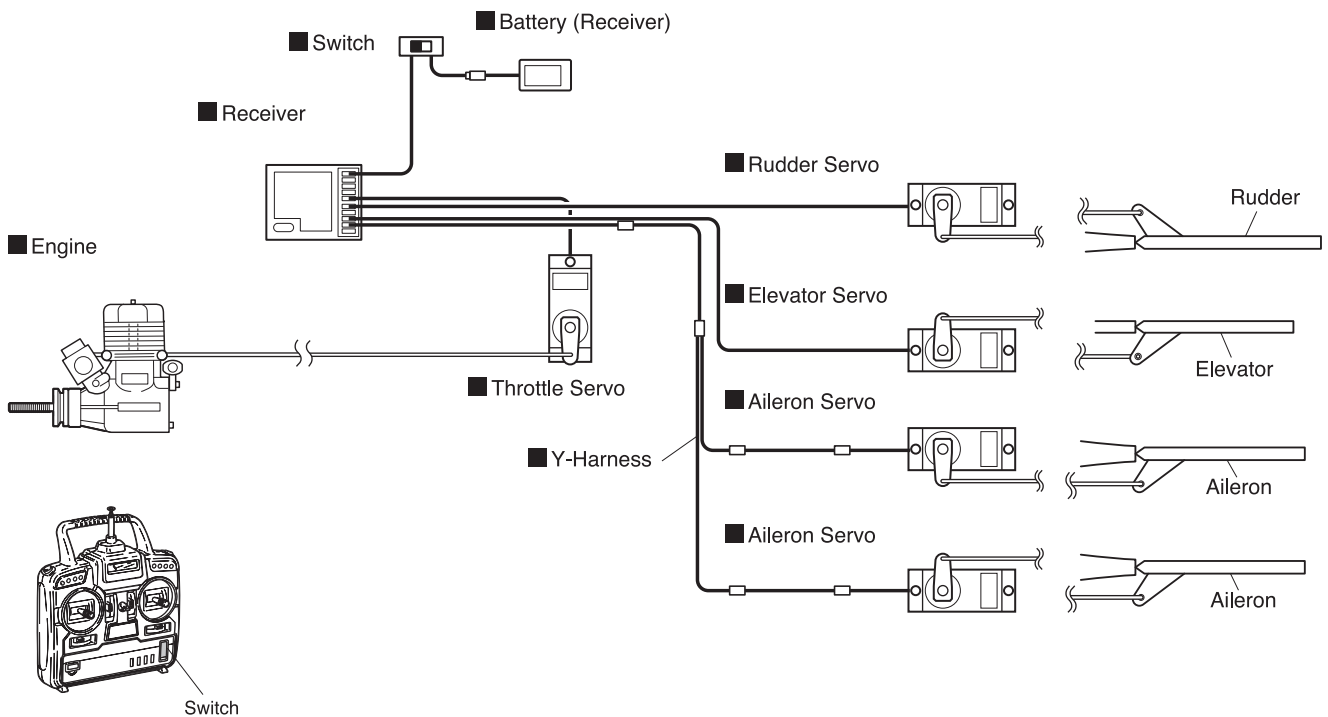 ■ Battery (Receiver)
■ Switch
■ Receiver
■ Rudder Servo
Rudder
■ Engine
■ Elevator Servo
Elevator
■ Throttle Servo
■ Aileron Servo
■ Y-Harness
Aileron
■ Aileron Servo
Aileron
Switch